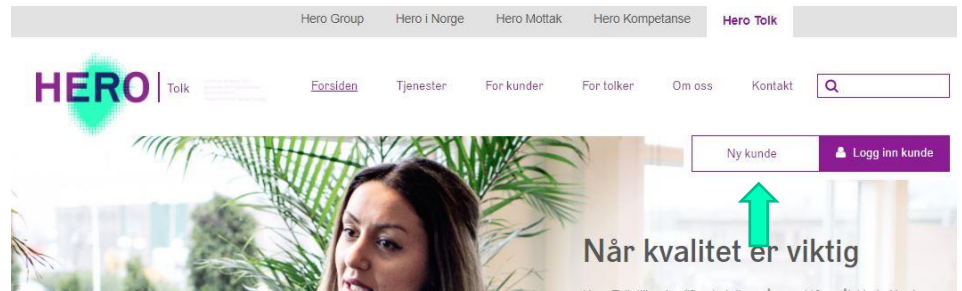 Hero Group Hero i Norge Hero Mottak Hero Kompetanse Hero Tolk
HERO Tolk Forsiden Tjenester For kunder For tolker Om oss Kontakt
Ny kunde Logg inn kunde
Når kvalitet er viktig